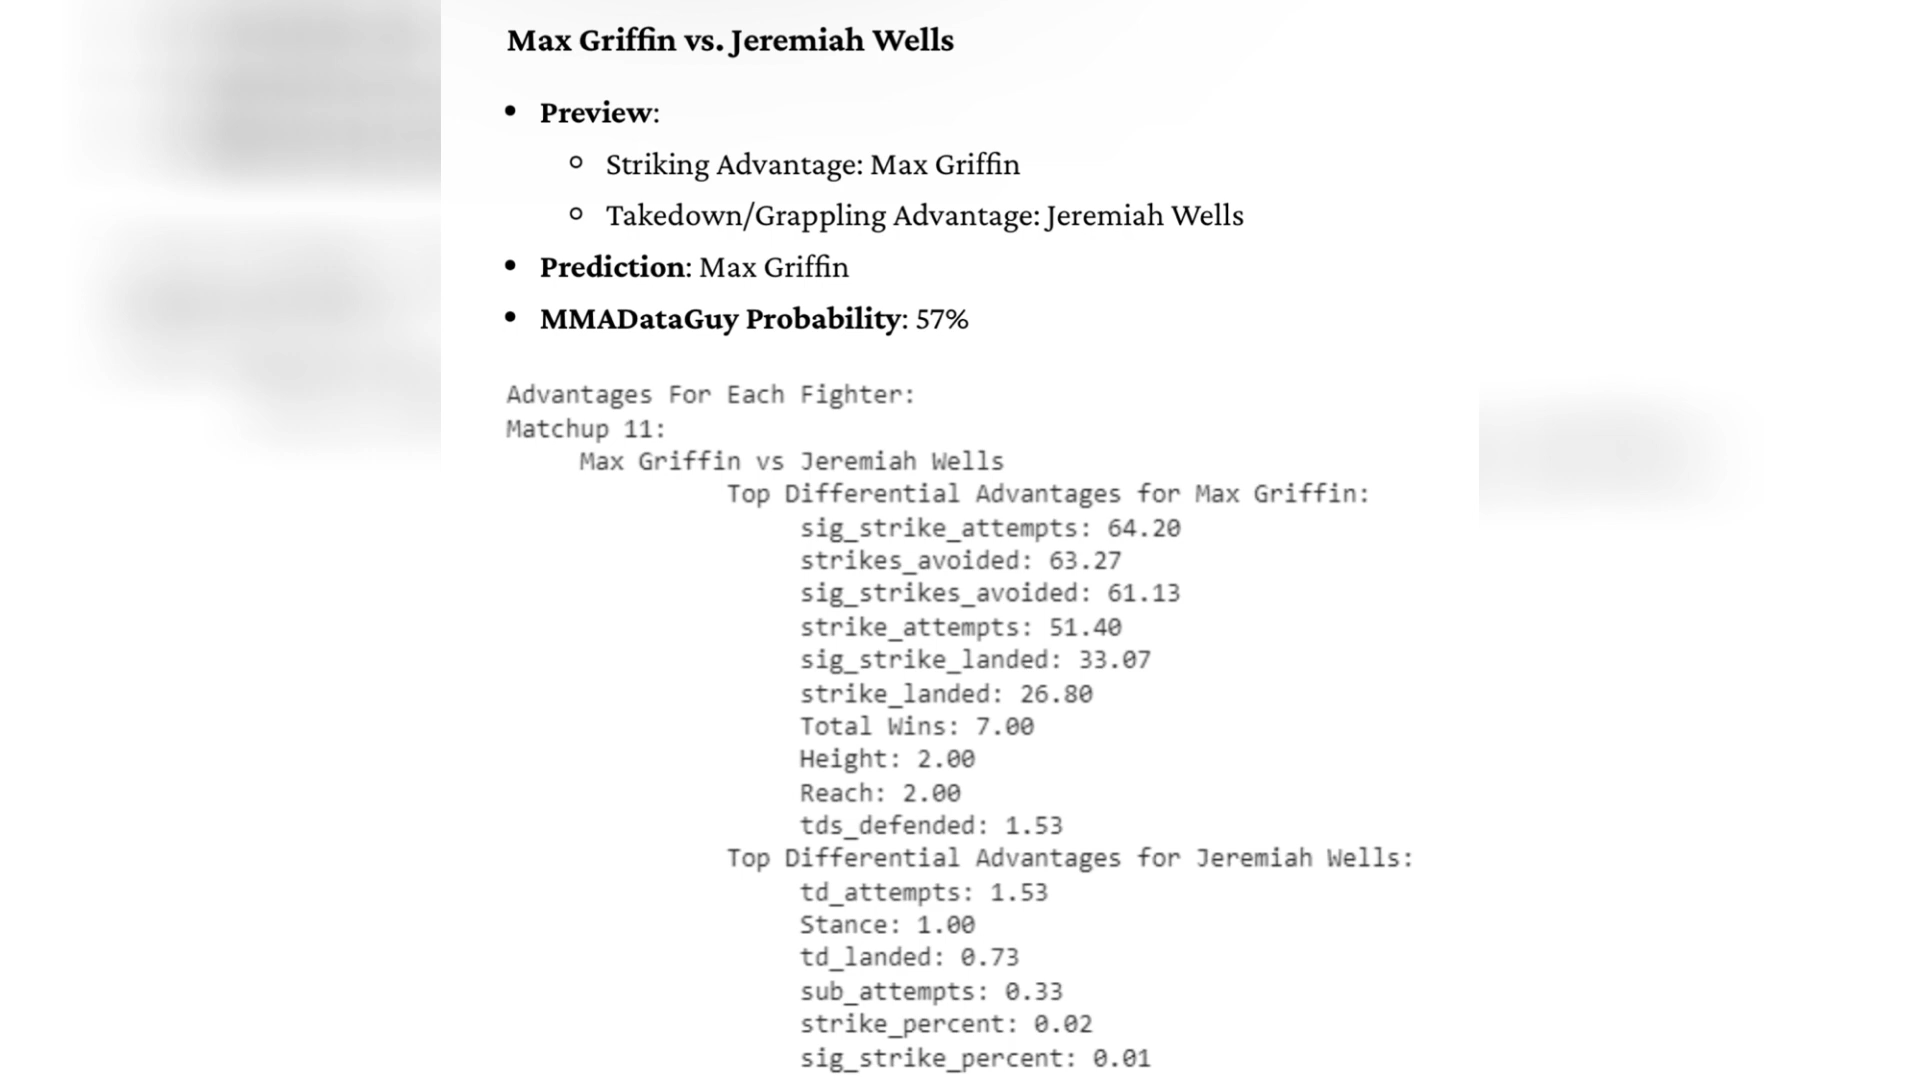 Max Griffin vs. Jeremiah Wells
• Preview:
○ Striking Advantage: Max Griffin
○ Takedown/Grappling Advantage: Jeremiah Wells
• Prediction: Max Griffin
• MMADataGuy Probability: 57%
Advantages For Each Fighter:
Matchup 11:
Max Griffin vs Jeremiah Wells
Top Differential Advantages for Max Griffin:
sig_strike_attempts: 64.20
strikes_avoided: 63.27
sig_strikes_avoided: 61.13
strike_attempts: 51.40
sig_strike_landed: 33.07
strike_landed: 26.80
Total Wins: 7.00
Height: 2.00
Reach: 2.00
tds_defended: 1.53
Top Differential Advantages for Jeremiah Wells:
td_attempts: 1.53
Stance: 1.00
td_landed: 0.73
sub_attempts: 0.33
strike_percent: 0.02
sig_strike_percent: 0.01